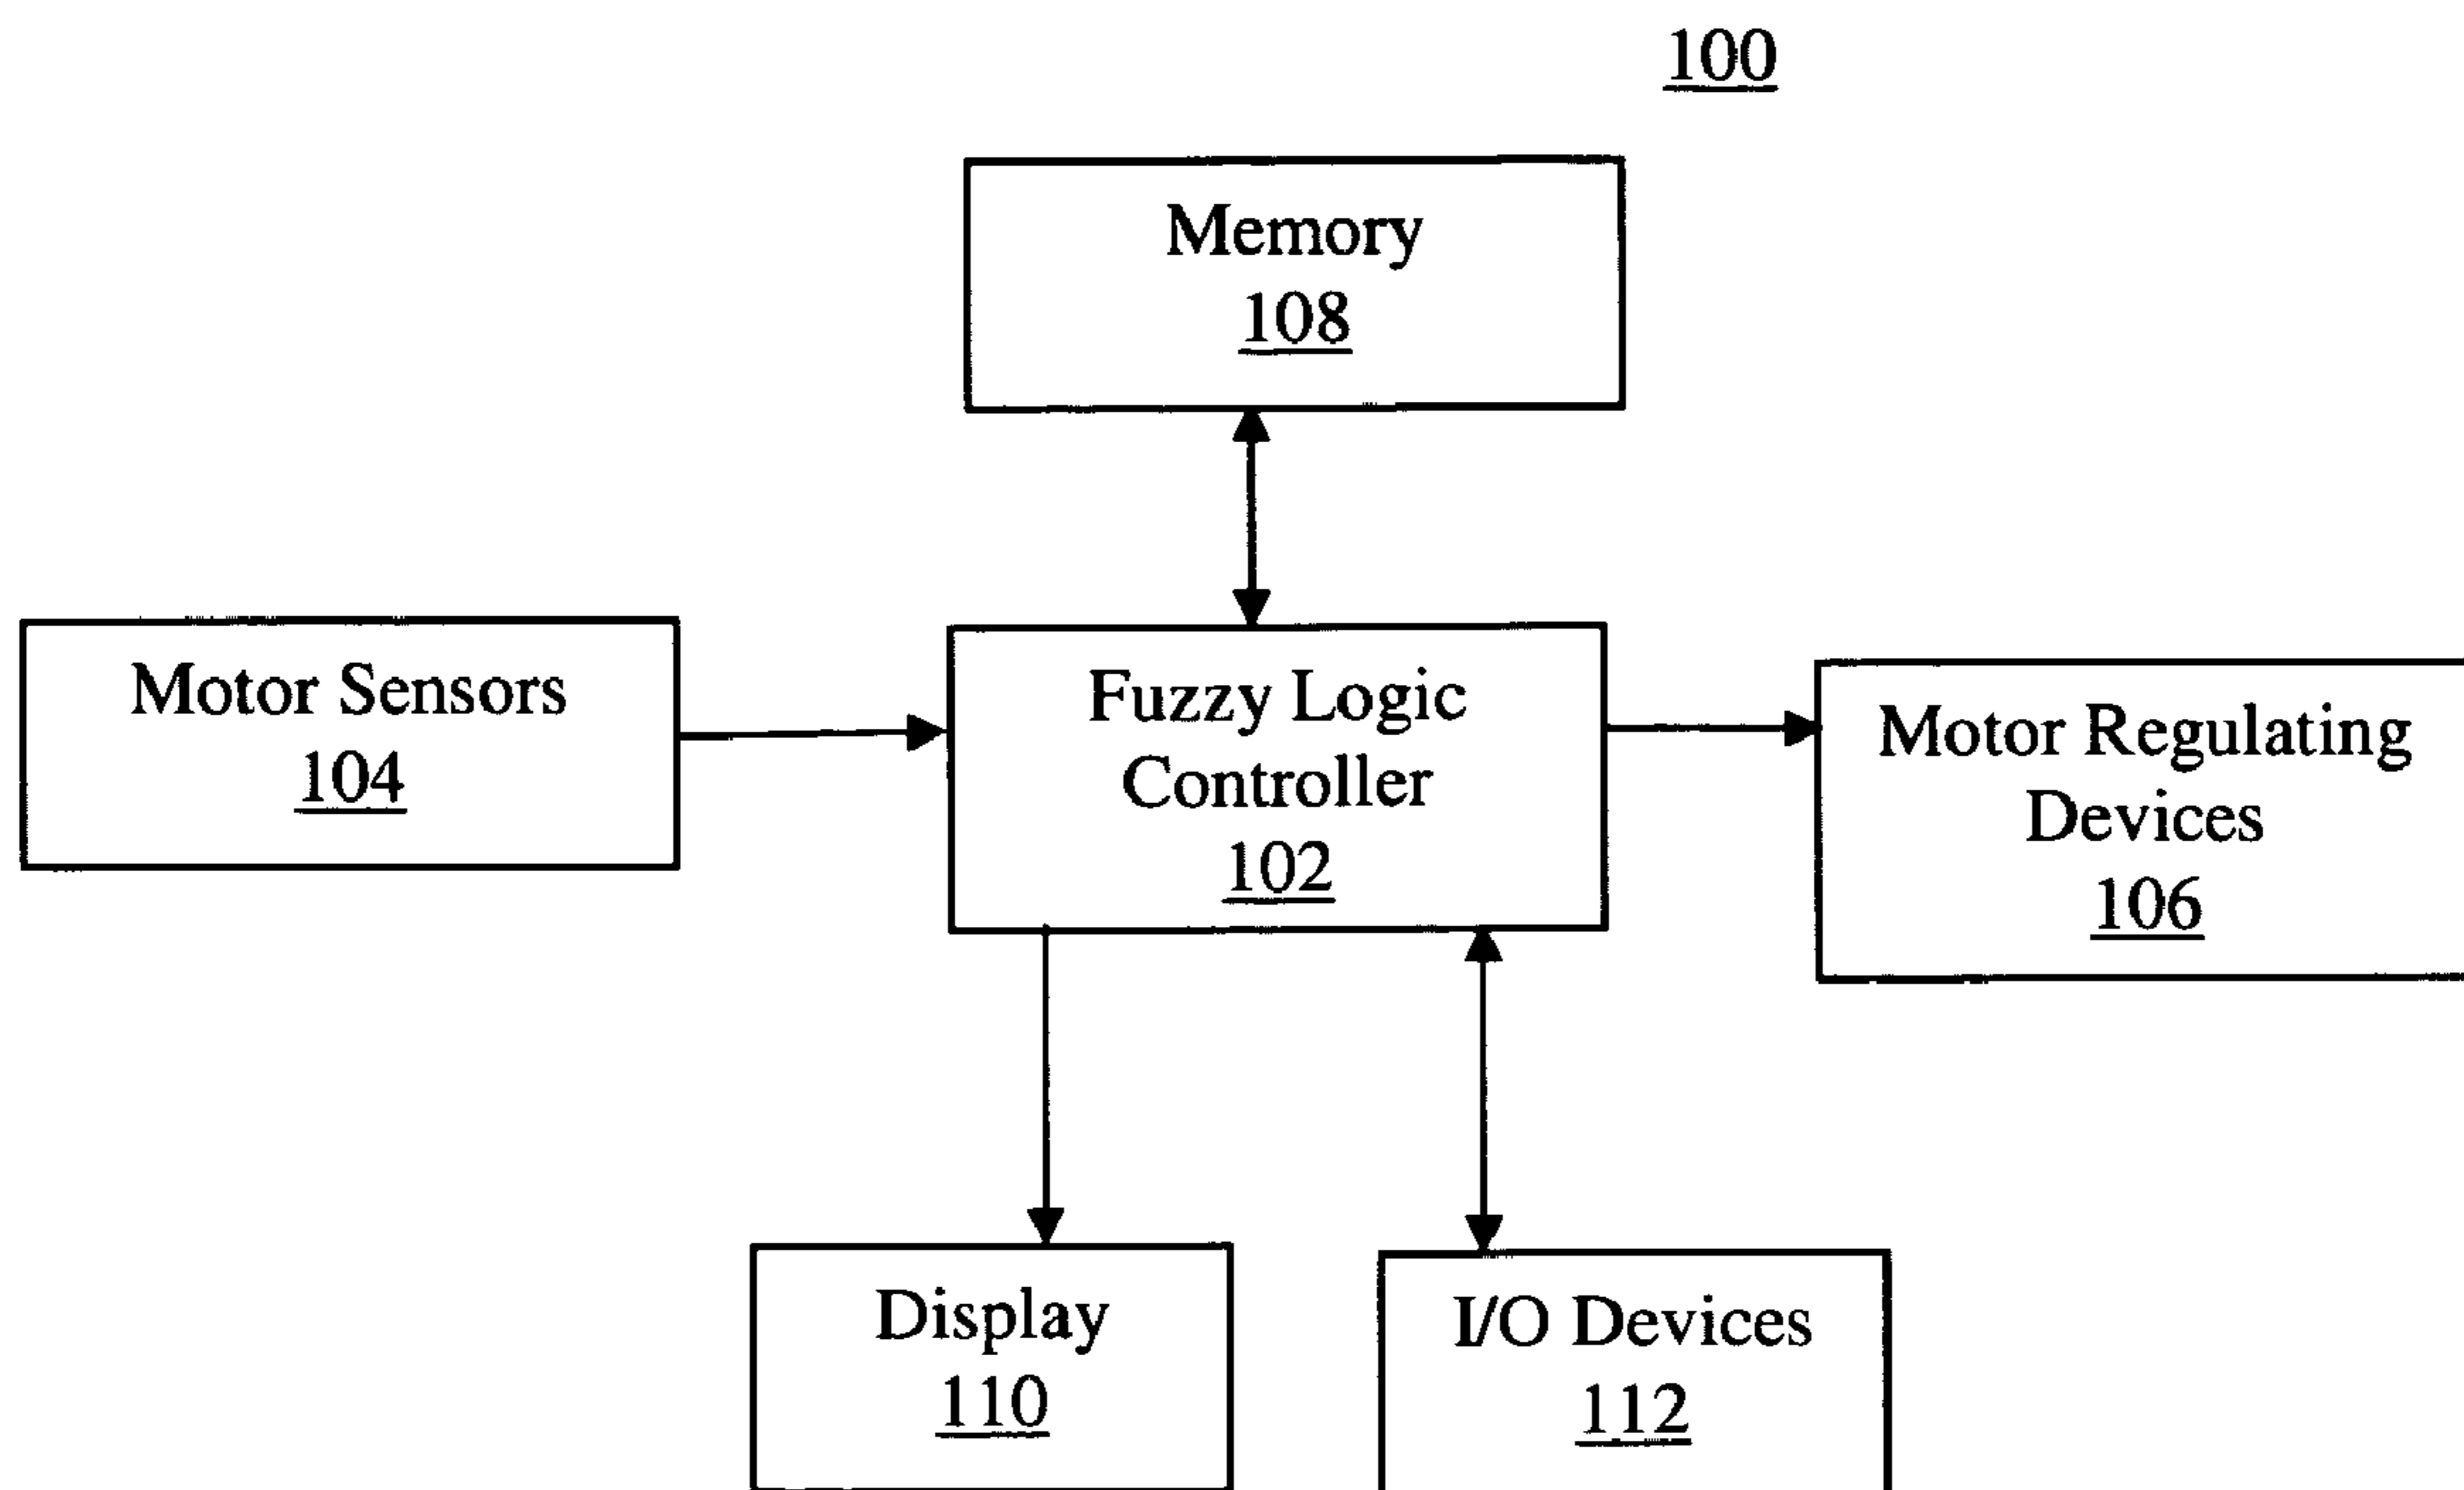 100
Memory
108
Motor Sensors
104
Fuzzy Logic
Controller
102
Motor Regulating
Devices
106
Display
110
I/O Devices
112